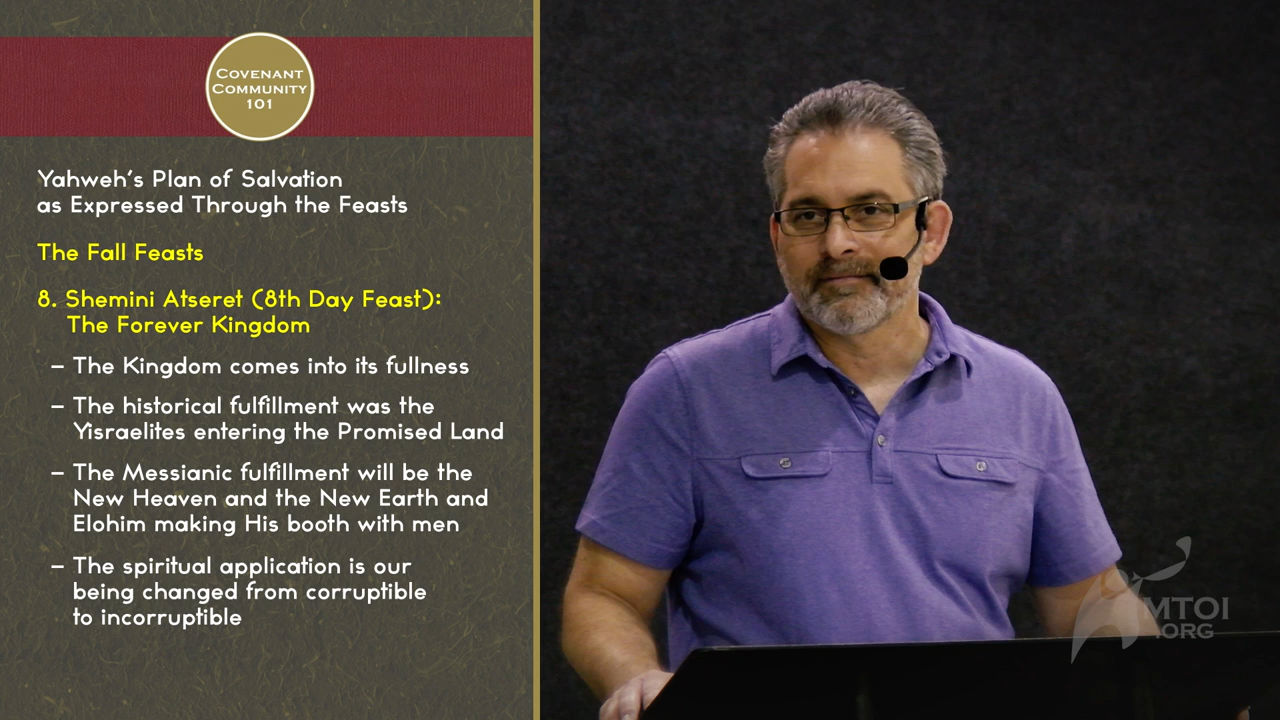 COVENANT
COMMUNITY
101
Yahweh's Plan of Salvation
as Expressed Through the Feasts
The Fall Feasts
8. Shemini Atseret (8th Day Feast):
The Forever Kingdom
– The Kingdom comes into its fullness
– The historical fulfillment was the
Yisraelites entering the Promised Land
– The Messianic fulfillment will be the
New Heaven and the New Earth and
Elohim making His booth with men
– The spiritual application is our
being changed from corruptible
to incorruptible
MTOI
.ORG